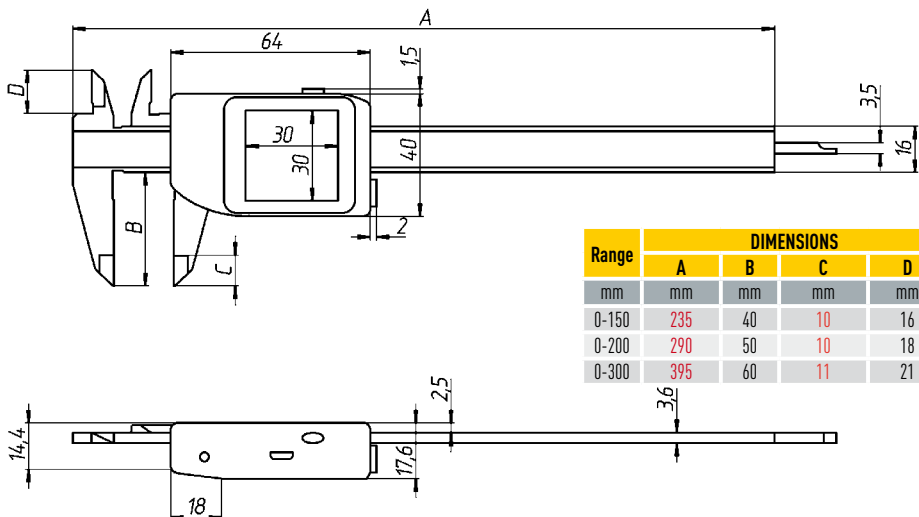 A
64
1,5
D
3,5
30
30
40
16
B
2
C
Range DIMENSIONS
A B C D
mm mm mm mm mm
0-150 235 40 10 16
0-200 290 50 10 18
0-300 395 60 11 21
2,5
3,6
14,4
17,6
18